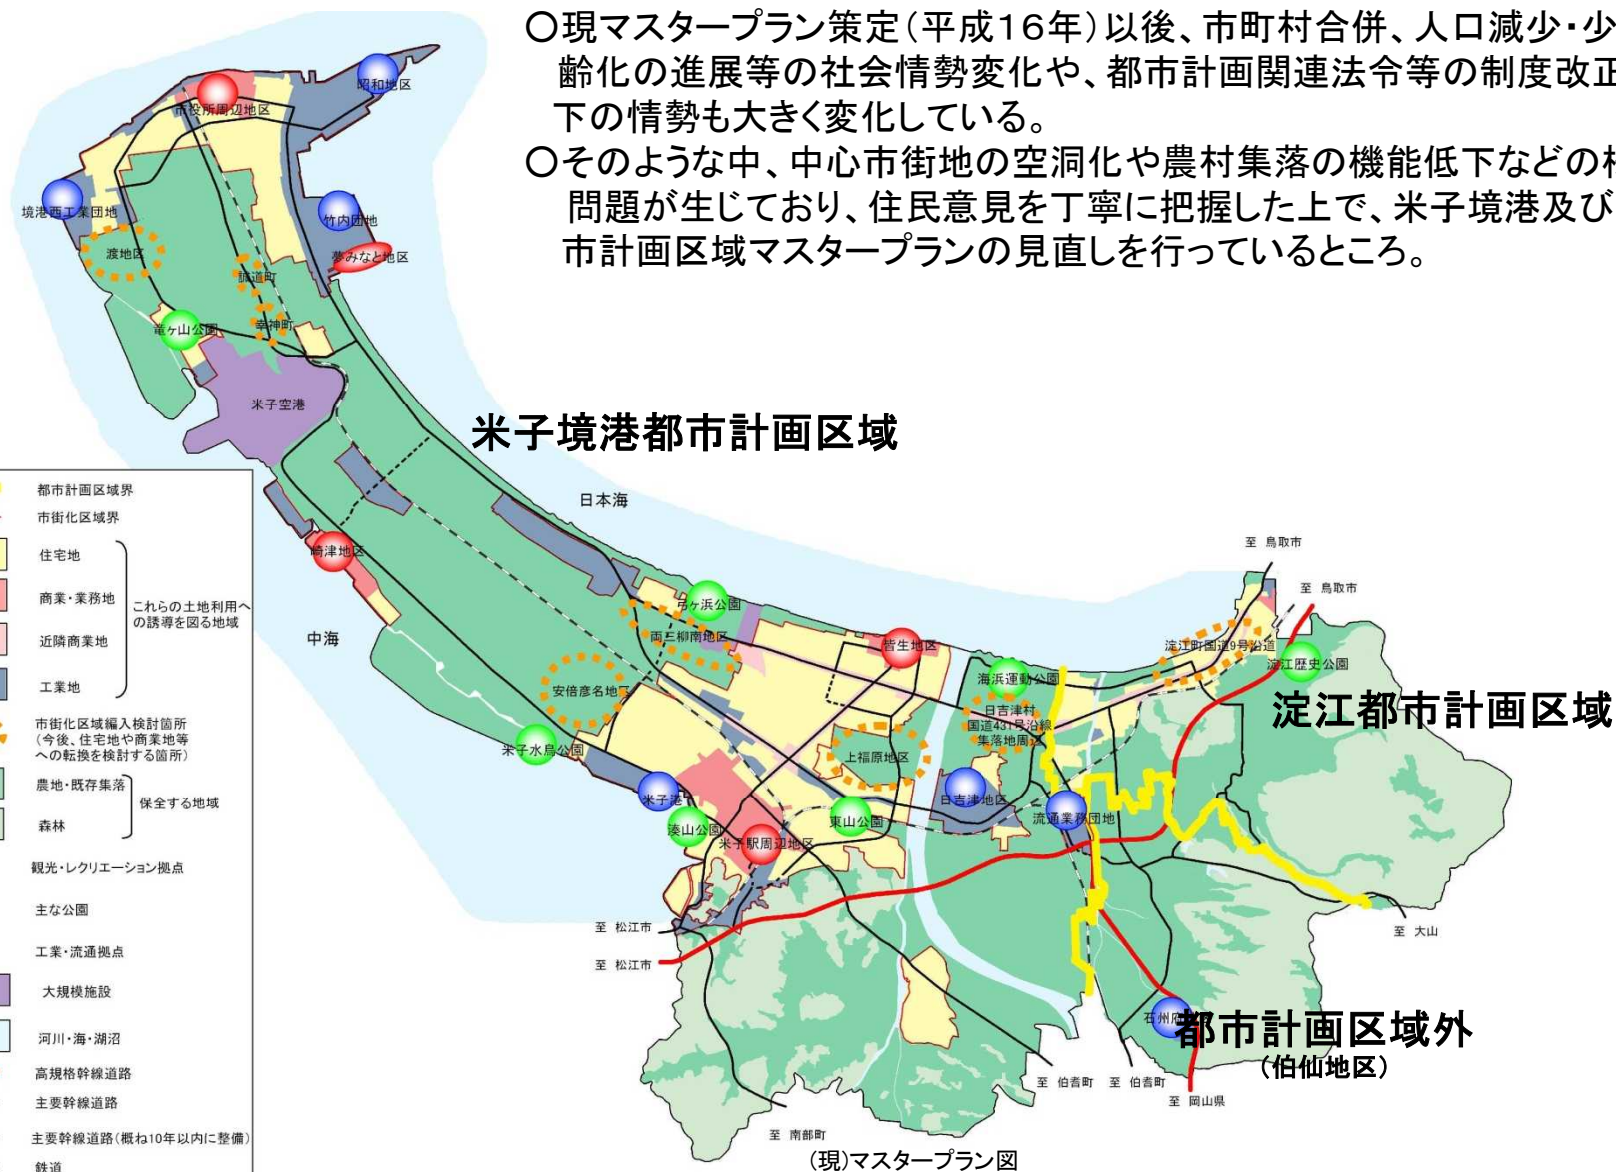 〇現マスタープラン策定(平成16年)以後、市町村合併、人口減少・少
齢化の進展等の社会情勢変化や、都市計画関連法令等の制度改正
下の情勢も大きく変化している。
〇そのような中、中心市街地の空洞化や農村集落の機能低下などの
問題が生じており、住民意見を丁寧に把握した上で、米子境港及び
市計画区域マスタープランの見直しを行っているところ。
昭和地区
市役所周辺地区
境港西工業団地
竹内団地
渡地区
夢みなと地区
誠道町
幸神町
竜ヶ山公園
米子空港
米子境港都市計画区域
日本海
崎津地区
中海
弓ヶ浜公園
両三柳南地区
皆生地区
安倍彦名地区
米子水鳥公園
海浜運動公園
日吉津村
国道431号沿線
集落地周辺
上福原地区
至 鳥取市
至 鳥取市
淀江町国道9号沿道
淀江歴史公園
淀江都市計画区域
米子港
湊山公園
米子駅周辺地区
東山公園
日吉津地区
流通業務団地
至 松江市
至 松江市
至 大山
石州府
都市計画区域外
(伯仙地区)
至 伯耆町
至 伯耆町
至 岡山県
至 南部町
(現)マスタープラン図
都市計画区域界
市街化区域界
住宅地
商業・業務地
近隣商業地
工業地
これらの土地利用へ
の誘導を図る地域
市街化区域編入検討箇所
(今後、住宅地や商業地等
への転換を検討する箇所)
農地・既存集落
森林
保全する地域
観光・レクリエーション拠点
主な公園
工業・流通拠点
大規模施設
河川・海・湖沼
高規格幹線道路
主要幹線道路
主要幹線道路(概ね10年以内に整備)
鉄道